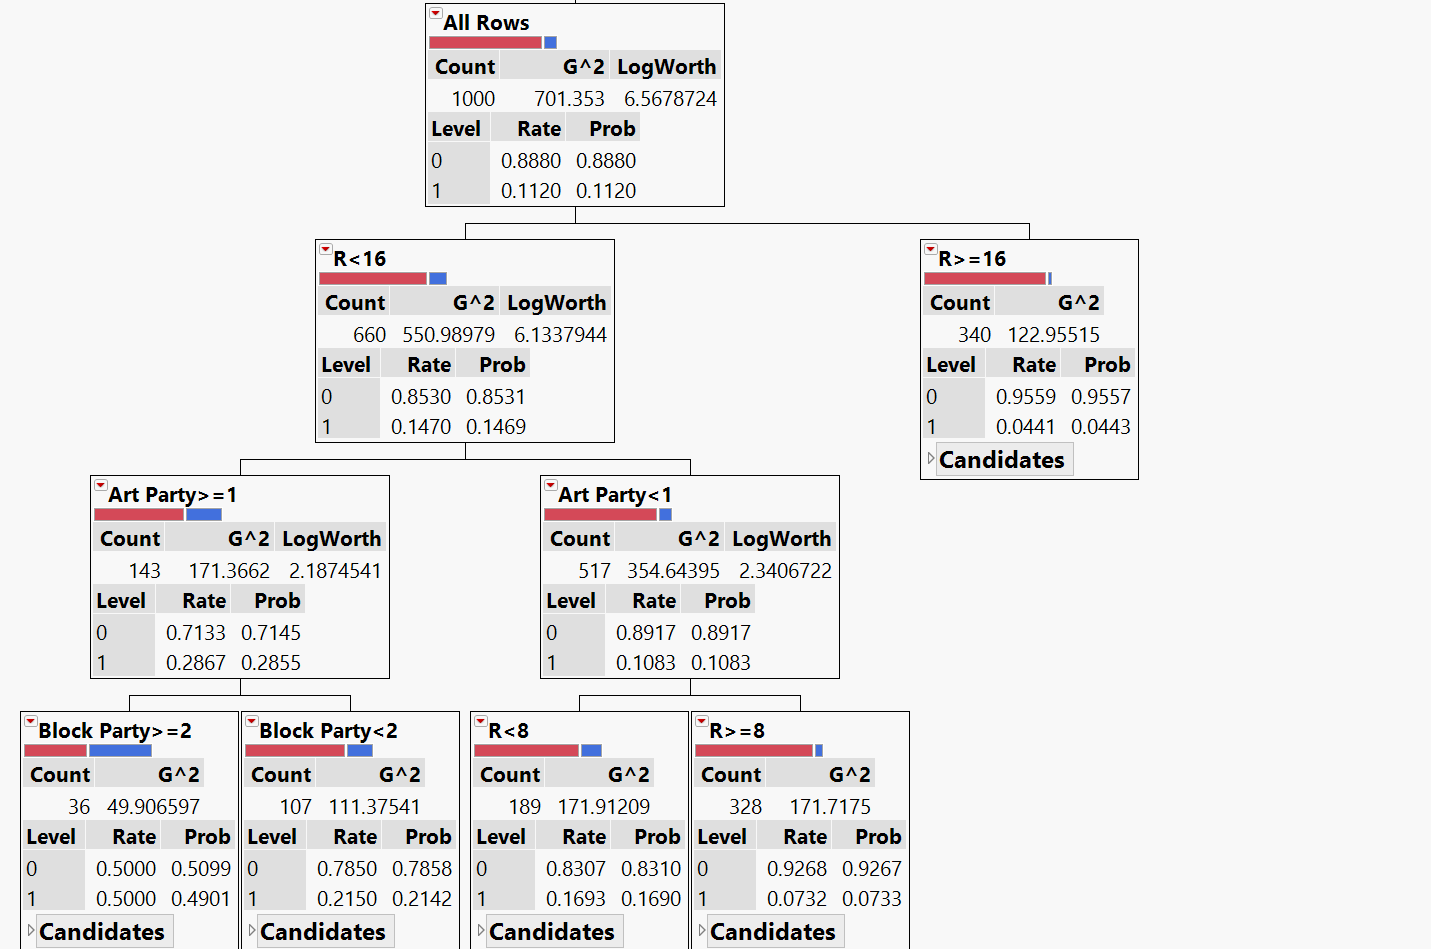 All Rows
Count G^2 LogWorth
1000 701.353 6.5678724
Level Rate Prob
0 0.8880 0.8880
1 0.1120 0.1120
R<16
Count G^2 LogWorth
660 550.98979 6.1337944
Level Rate Prob
0 0.8530 0.8531
1 0.1470 0.1469
R>=16
Count G^2
340 122.95515
Level Rate Prob
0 0.9559 0.9557
1 0.0441 0.0443
Candidates
Art Party>=1
Count G^2 LogWorth
143 171.3662 2.1874541
Level Rate Prob
0 0.7133 0.7145
1 0.2867 0.2855
Art Party<1
Count G^2 LogWorth
517 354.64395 2.3406722
Level Rate Prob
0 0.8917 0.8917
1 0.1083 0.1083
Block Party>=2
Count G^2
36 49.906597
Level Rate Prob
0 0.5000 0.5099
1 0.5000 0.4901
Candidates
Block Party<2
Count G^2
107 111.37541
Level Rate Prob
0 0.7850 0.7858
1 0.2150 0.2142
Candidates
R<8
Count G^2
189 171.91209
Level Rate Prob
0 0.8307 0.8310
1 0.1693 0.1690
Candidates
R>=8
Count G^2
328 171.7175
Level Rate Prob
0 0.9268 0.9267
1 0.0732 0.0733
Candidates